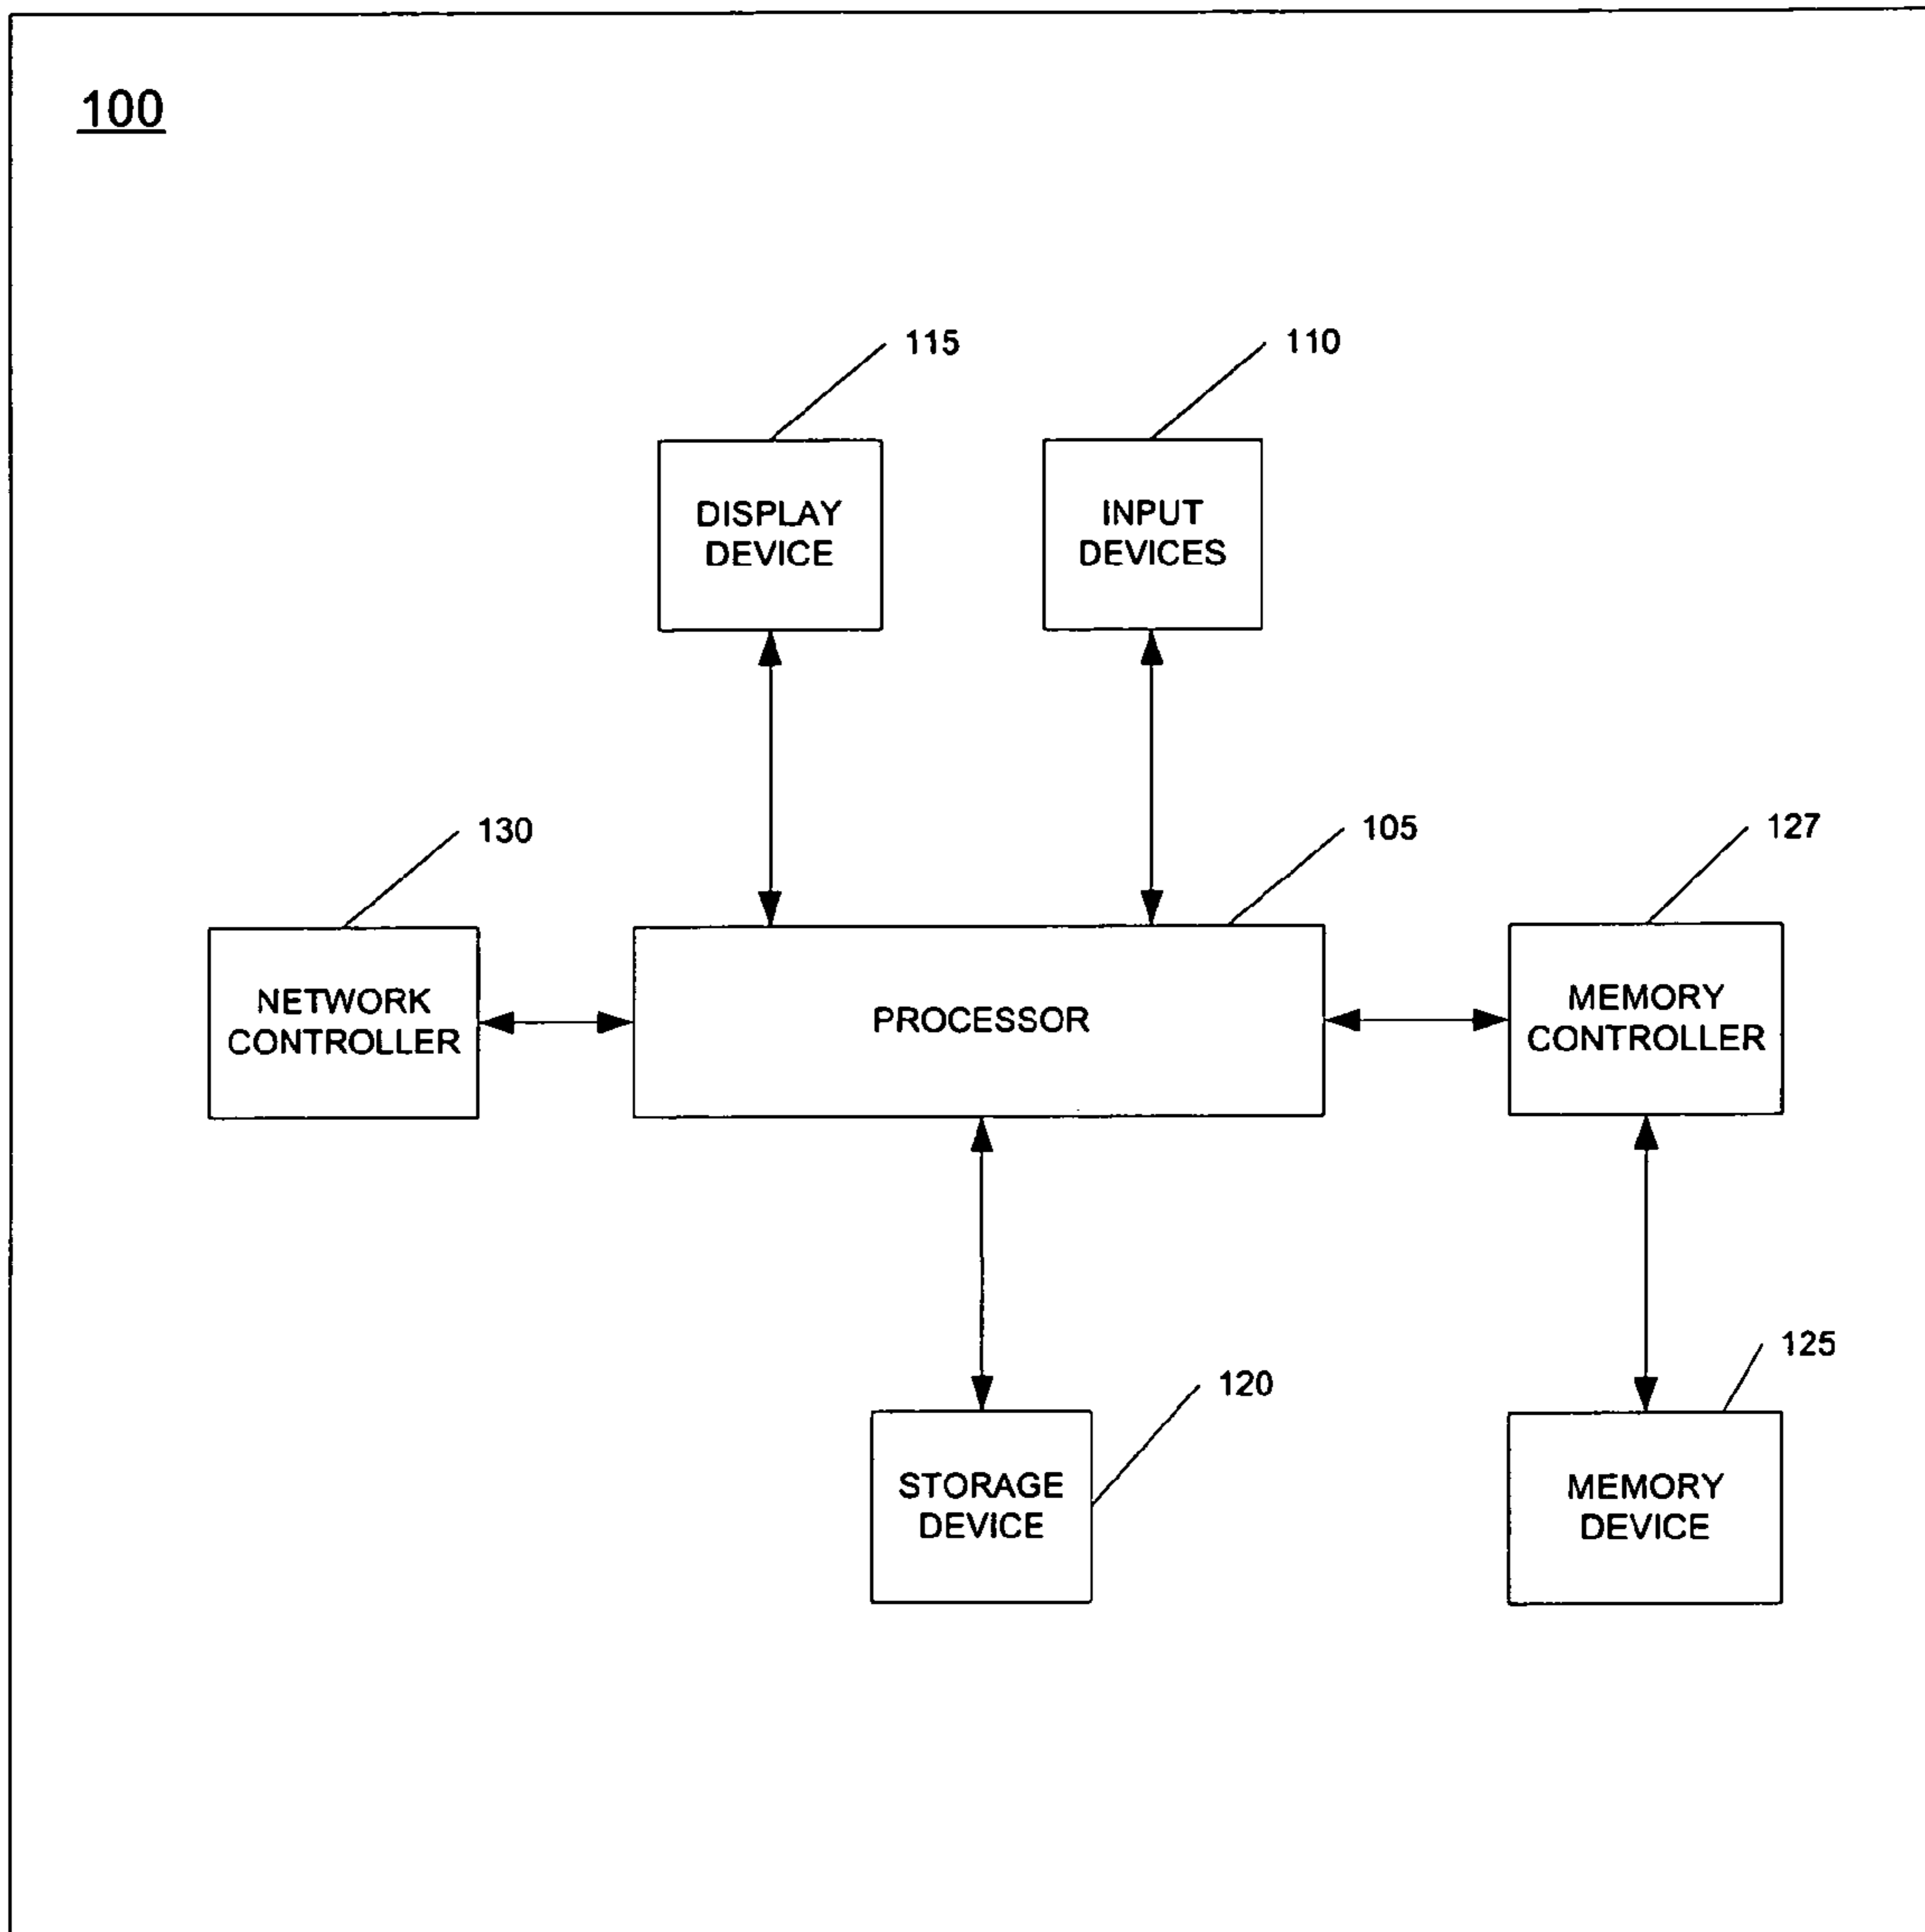 100
115
110
DISPLAY
DEVICE
INPUT
DEVICES
130
105
127
NETWORK
CONTROLLER
PROCESSOR
MEMORY
CONTROLLER
120
125
STORAGE
DEVICE
MEMORY
DEVICE